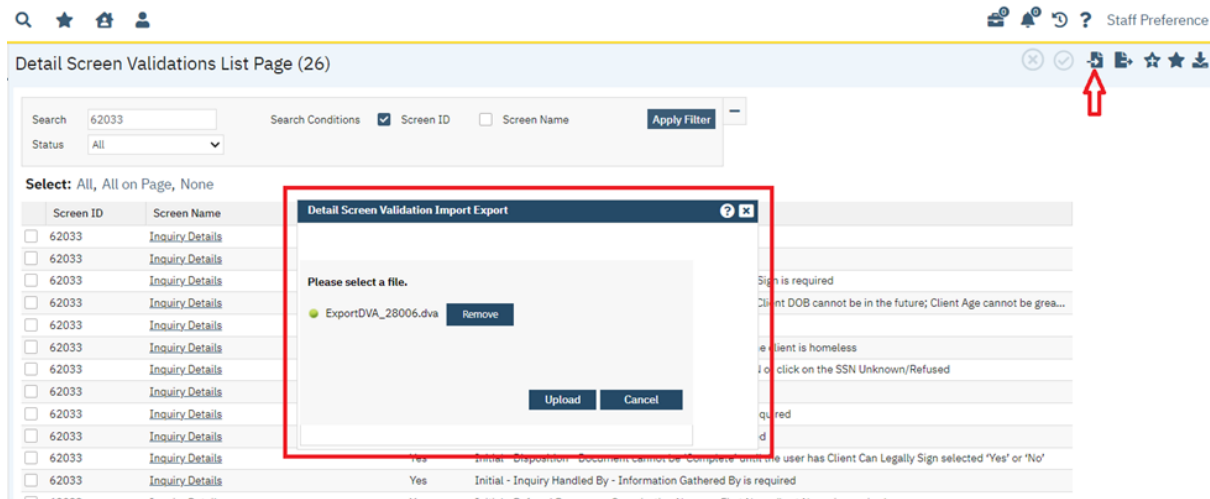 0 0 ? Staff Preference
Detail Screen Validations List Page (26)
Search 62033 Search Conditions Screen ID Screen Name Apply Filter
Status All
Select: All, All on Page, None
Screen ID Screen Name
Detail Screen Validation Import Export ?
62033 Inquiry Details
62033 Inquiry Details
62033 Inquiry Details Sign is required
Please select a file.
62033 Inquiry Details Client DOB cannot be in the future; Client Age cannot be grea...
ExportDVA_28006.dva Remove
62033 Inquiry Details
62033 Inquiry Details client is homeless
62033 Inquiry Details or click on the SSN Unknown/Refused
62033 Inquiry Details
Upload Cancel
62033 Inquiry Details
62033 Inquiry Details
62033 Inquiry Details Yes Initial - Disposition - Document cannot be 'Complete' until the user has Client Can Legally Sign selected 'Yes' or 'No'
62033 Inquiry Details Yes Initial - Inquiry Handled By - Information Gathered By is required